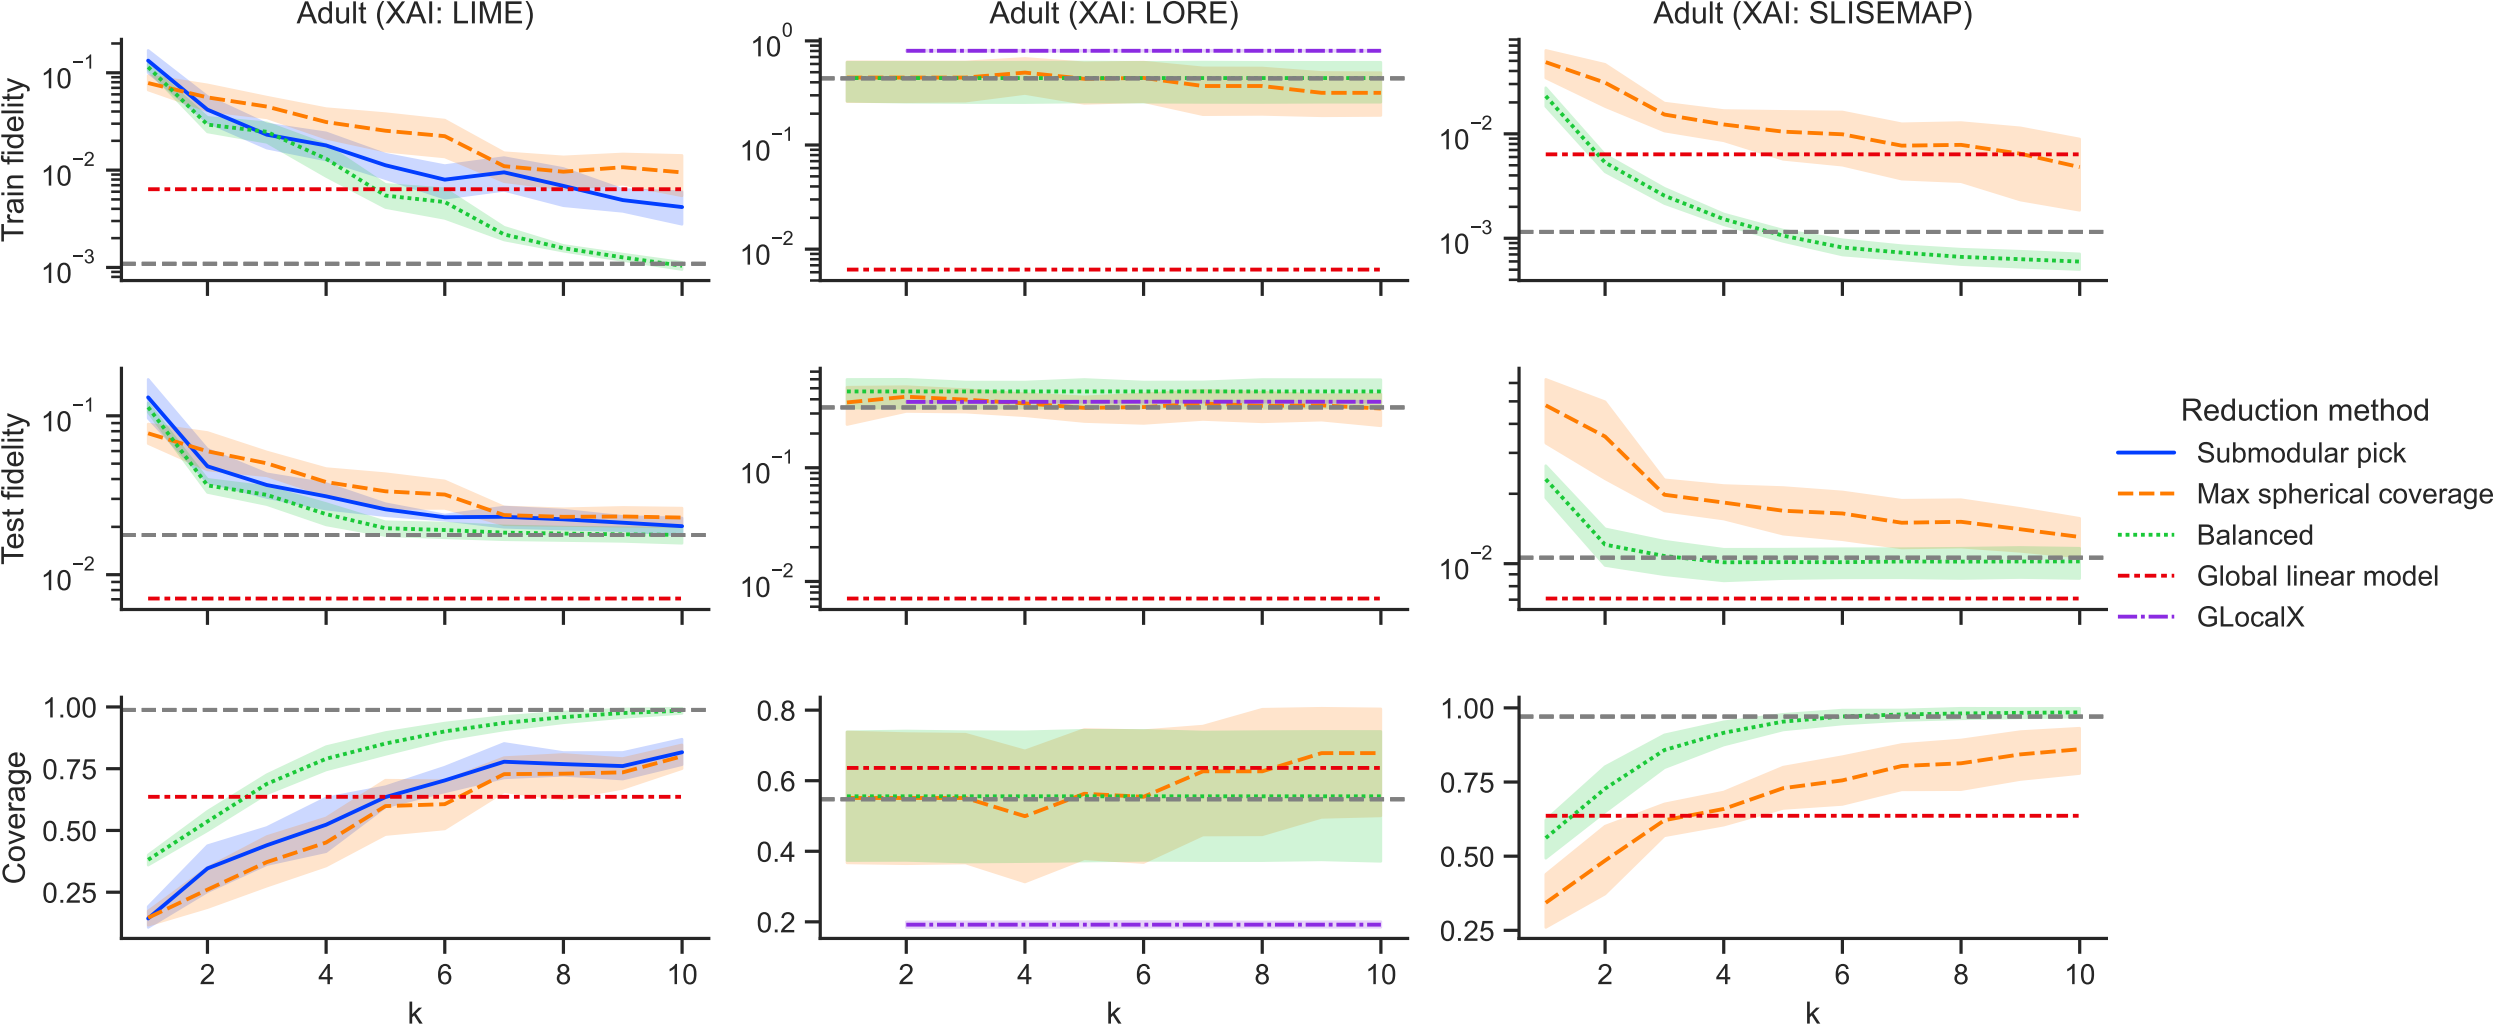 Adult (XAI: LIME)
Adult (XAI: LORE)
Adult (XAI: SLISEMAP)
Train fidelity
10⁻¹
10⁻²
10⁻³
10⁰
10⁻¹
10⁻²
10⁻²
10⁻³
Test fidelity
10⁻¹
10⁻²
10⁻¹
10⁻²
10⁻²
Reduction method
Submodular pick
Max spherical coverage
Balanced
Global linear model
GLocalX
Coverage
1.00
0.75
0.50
0.25
2 4 6 8 10
k
0.8
0.6
0.4
0.2
2 4 6 8 10
k
1.00
0.75
0.50
0.25
2 4 6 8 10
k